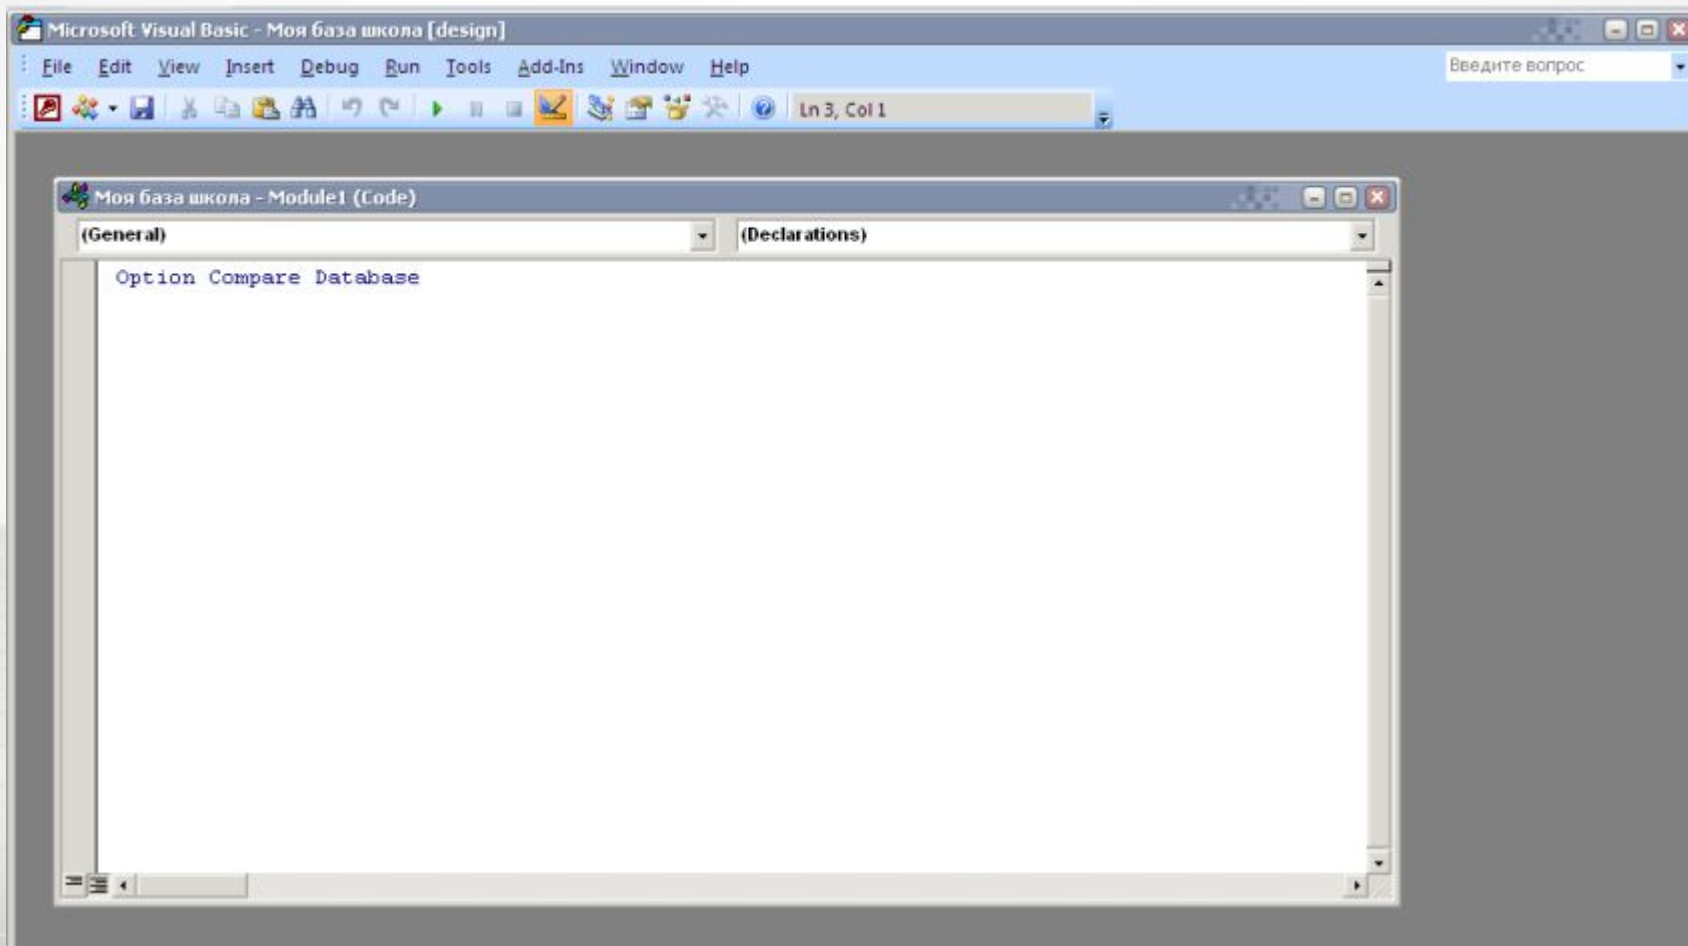 Microsoft Visual Basic - Моя база школа [design]
File Edit View Insert Debug Run Tools Add-Ins Window Help Введите вопрос
Ln 3, Col 1
Моя база школа - Module1 (Code)
(General) (Declarations)
Option Compare Database